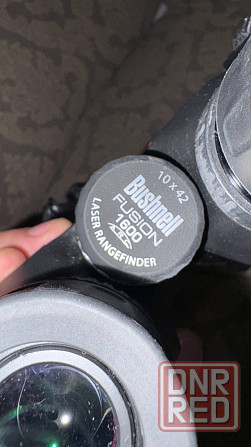 10 x 42
Bushnell
FUSION
1600
ARC
LASER RANGEFINDER
DNR
RED